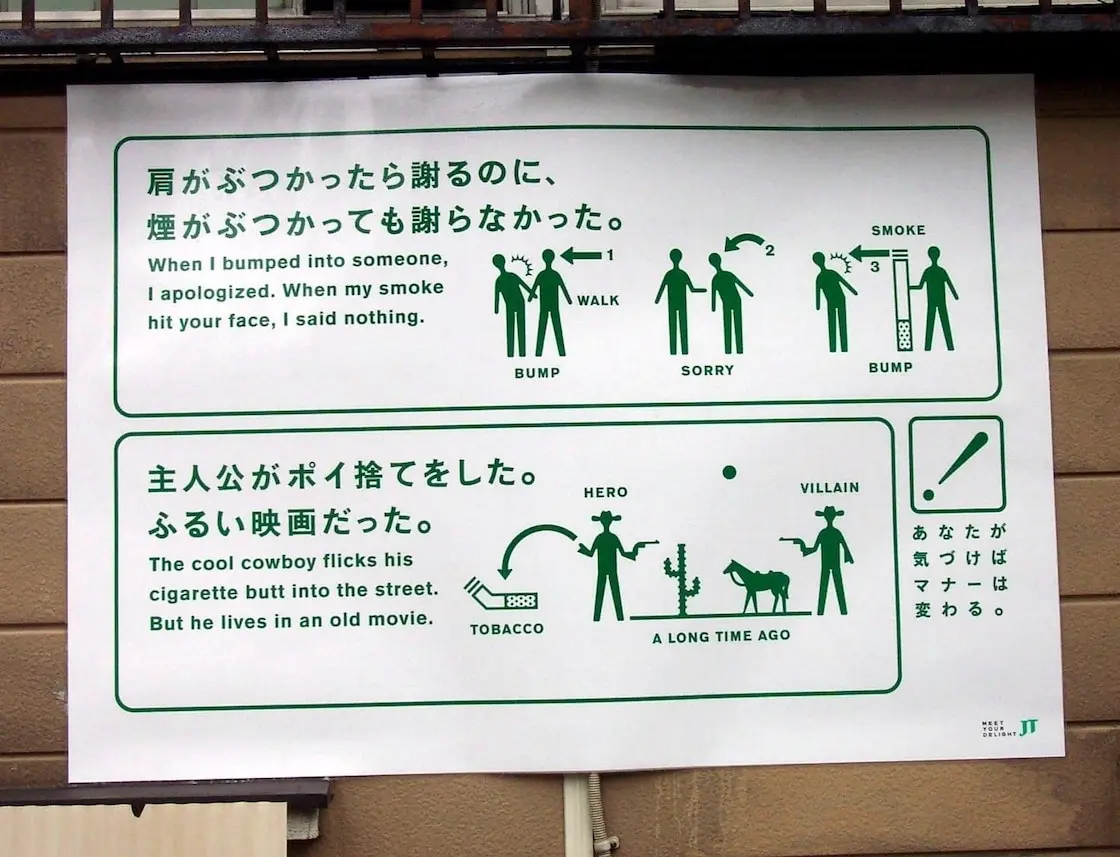 肩がぶつかったら謝るのに、
煙がぶつかっても謝らなかった。
When I bumped into someone,
I apologized. When my smoke
hit your face, I said nothing.
1
WALK
BUMP
2
SORRY
SMOKE
3
BUMP
主人公がポイ捨てをした。
ふるい映画だった。
The cool cowboy flicks his
cigarette butt into the street.
But he lives in an old movie.
TOBACCO
HERO
VILLAIN
A LONG TIME AGO
あなたが
気づけば
マナーは
変わる。
MEET
YOUR
DELIGHT
JT